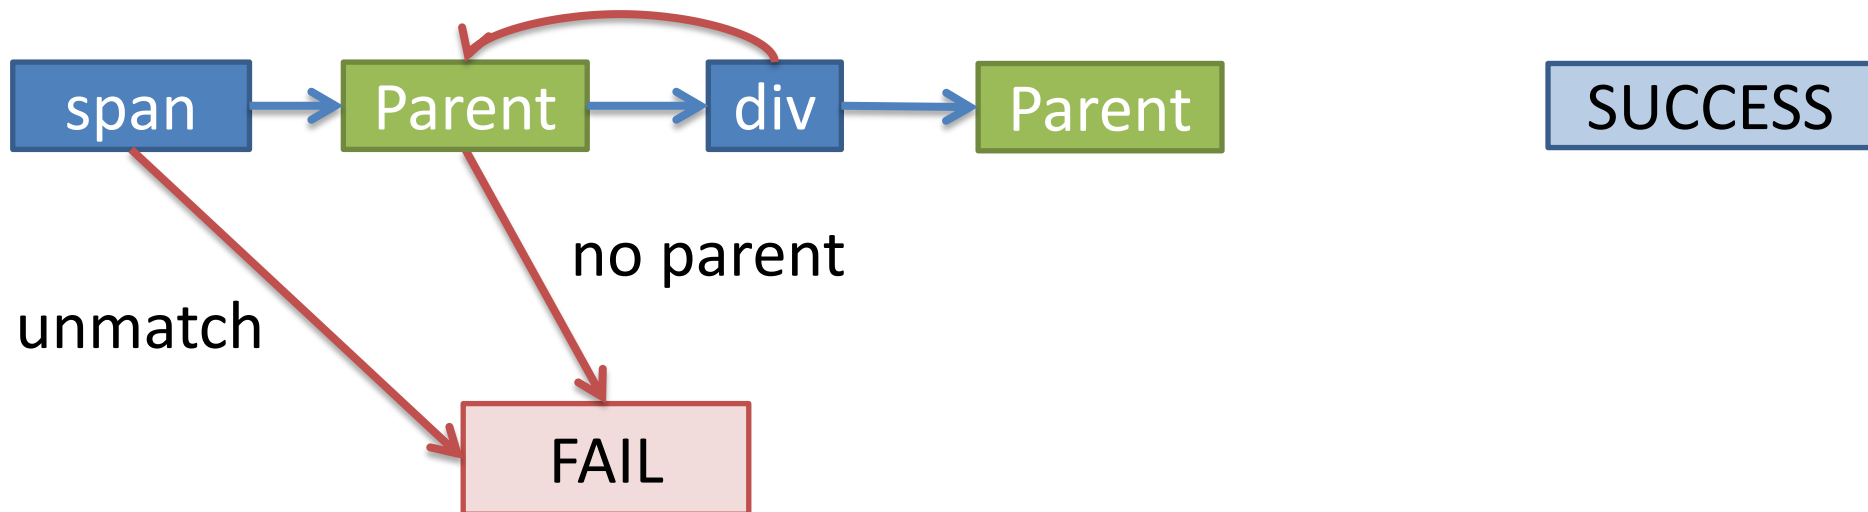 span
Parent
div
Parent
SUCCESS
no parent
unmatch
FAIL